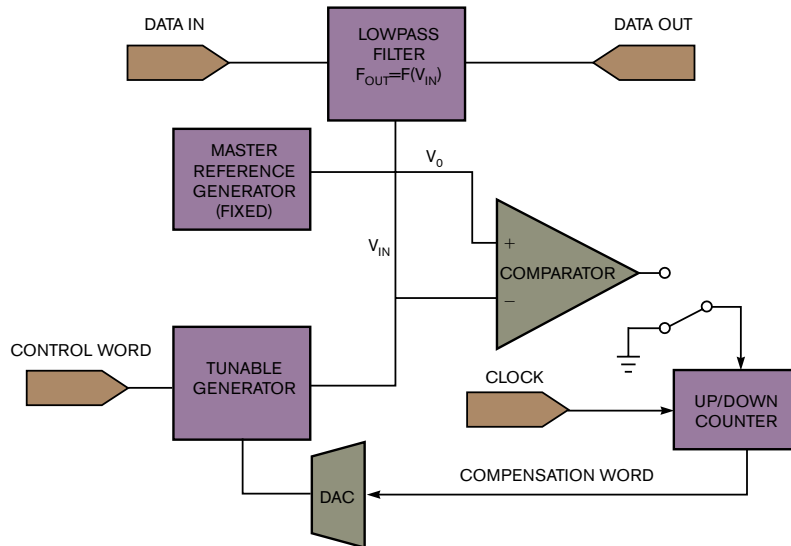 DATA IN
LOWPASS
FILTER
FOUT=F(VIN)
DATA OUT
MASTER
REFERENCE
GENERATOR
(FIXED)
V0
VIN
+
COMPARATOR
−
CONTROL WORD
TUNABLE
GENERATOR
CLOCK
UP/DOWN
COUNTER
COMPENSATION WORD
DAC